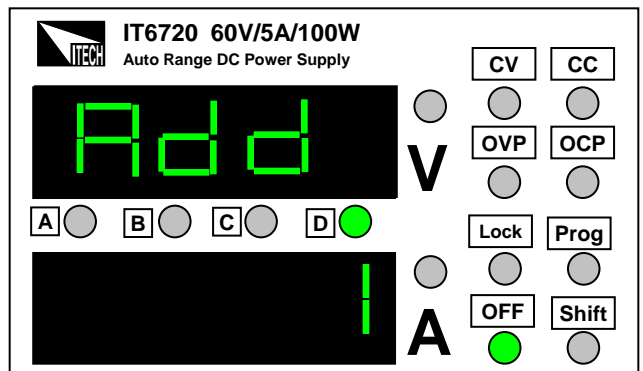 ITECH
IT6720 60V/5A/100W
Auto Range DC Power Supply
CV CC
Add
V
OVP OCP
A B C D
Lock Prog
1
A
OFF Shift